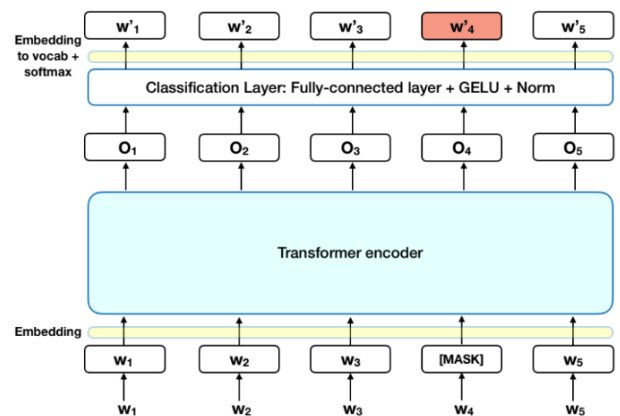 w'1 w'2 w'3 w'4 w'5
Embedding
to vocab +
softmax
Classification Layer: Fully-connected layer + GELU + Norm
O1 O2 O3 O4 O5
Transformer encoder
Embedding
W1 W2 W3 [MASK] W5
W1 W2 W3 W4 W5